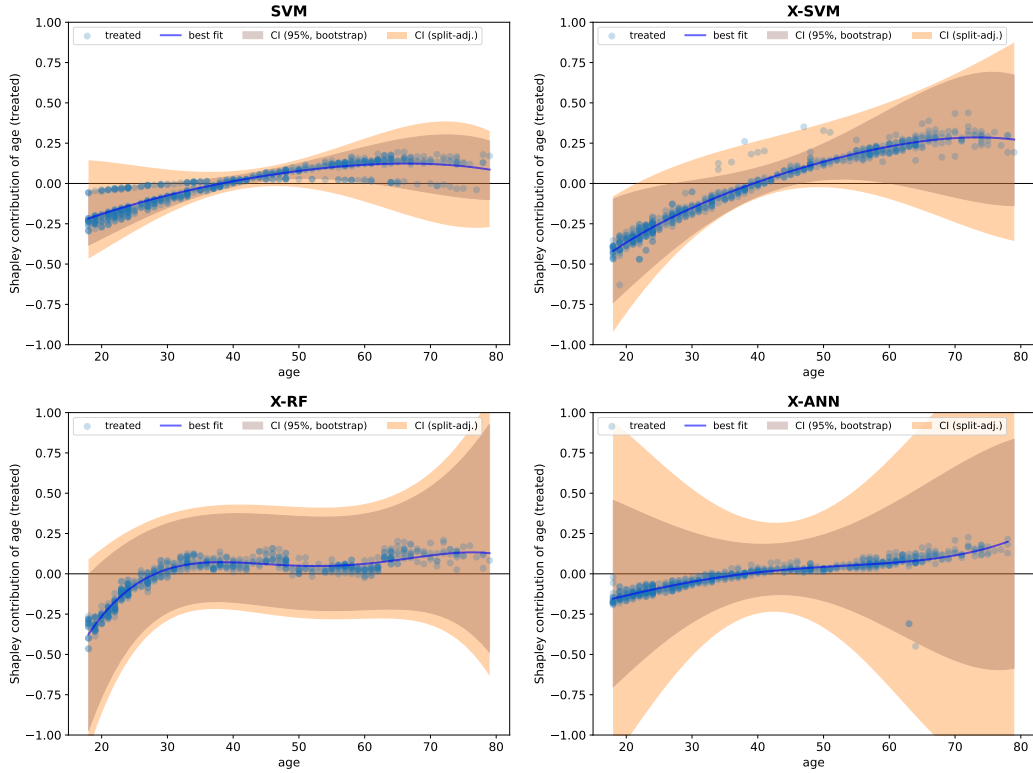 SVM
treated best fit CI (95%, bootstrap) CI (split-adj.)
1.00
0.75
0.50
0.25
0.00
−0.25
−0.50
−0.75
−1.00
Shapley contribution of age (treated)
20 30 40 50 60 70 80
age
X-SVM
treated best fit CI (95%, bootstrap) CI (split-adj.)
1.00
0.75
0.50
0.25
0.00
−0.25
−0.50
−0.75
−1.00
Shapley contribution of age (treated)
20 30 40 50 60 70 80
age
X-RF
treated best fit CI (95%, bootstrap) CI (split-adj.)
1.00
0.75
0.50
0.25
0.00
−0.25
−0.50
−0.75
−1.00
Shapley contribution of age (treated)
20 30 40 50 60 70 80
age
X-ANN
treated best fit CI (95%, bootstrap) CI (split-adj.)
1.00
0.75
0.50
0.25
0.00
−0.25
−0.50
−0.75
−1.00
Shapley contribution of age (treated)
20 30 40 50 60 70 80
age